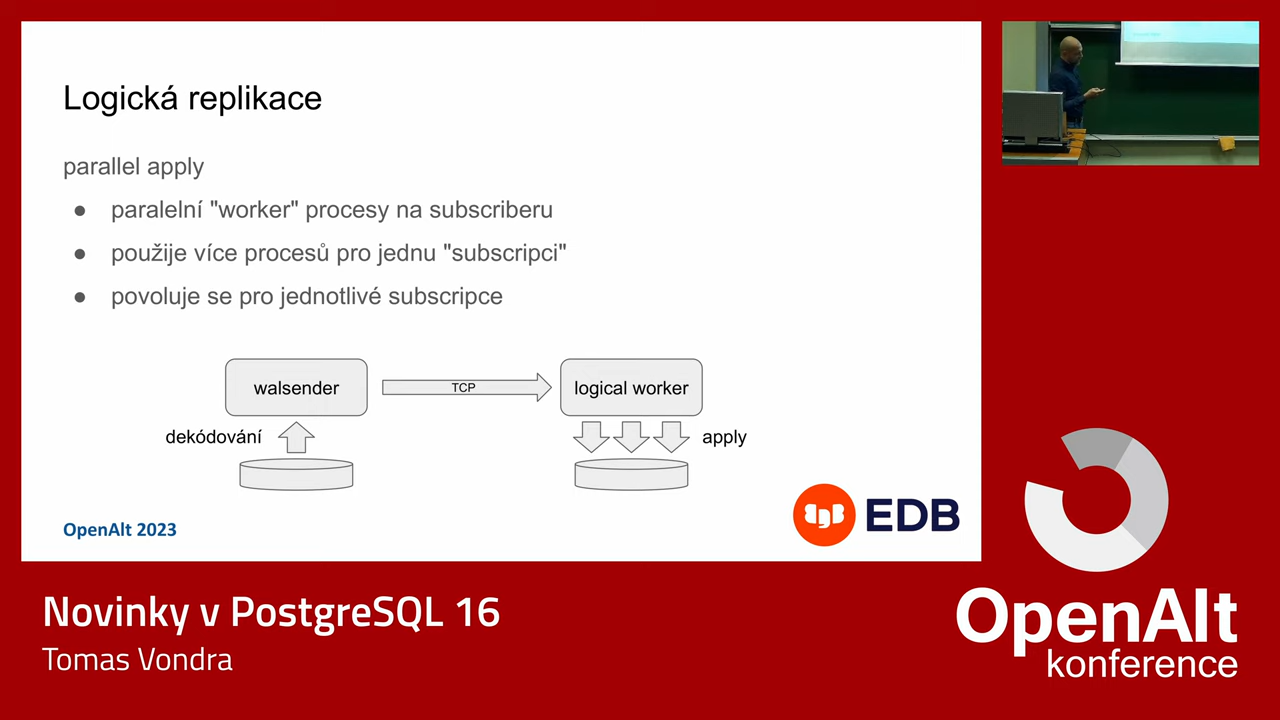 Logická replikace
parallel apply
● paralelní "worker" procesy na subscriberu
● použije více procesů pro jednu "subscripci"
● povoluje se pro jednotlivé subscripce
walsender
TCP
logical worker
dekódování
apply
OpenAlt 2023
EDB
Novinky v PostgreSQL 16
Tomas Vondra
OpenAlt
konference